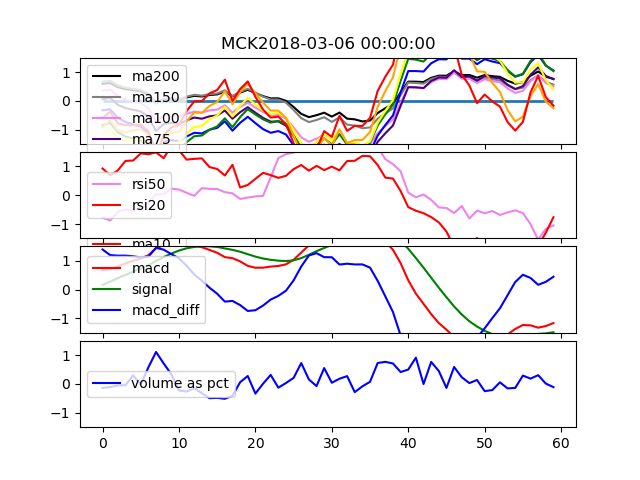 MCK2018-03-06 00:00:00
1
0
−1
ma200
ma150
ma100
ma75
1
0
−1
rsi50
rsi20
ma10
1
0
−1
macd
signal
macd_diff
1
0
−1
volume as pct
0 10 20 30 40 50 60